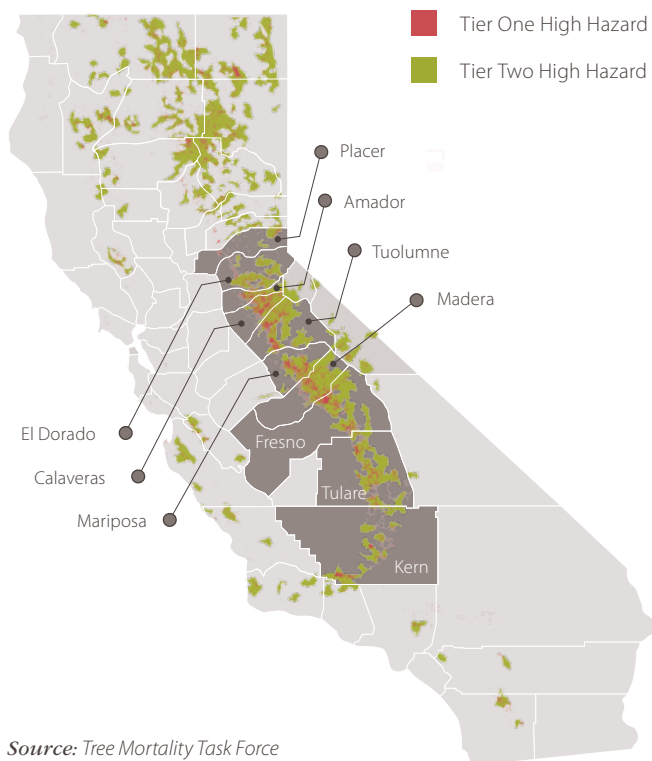 Tier One High Hazard
Tier Two High Hazard
Placer
Amador
Tuolumne
Madera
El Dorado
Calaveras
Mariposa
Fresno
Tulare
Kern
Source: Tree Mortality Task Force